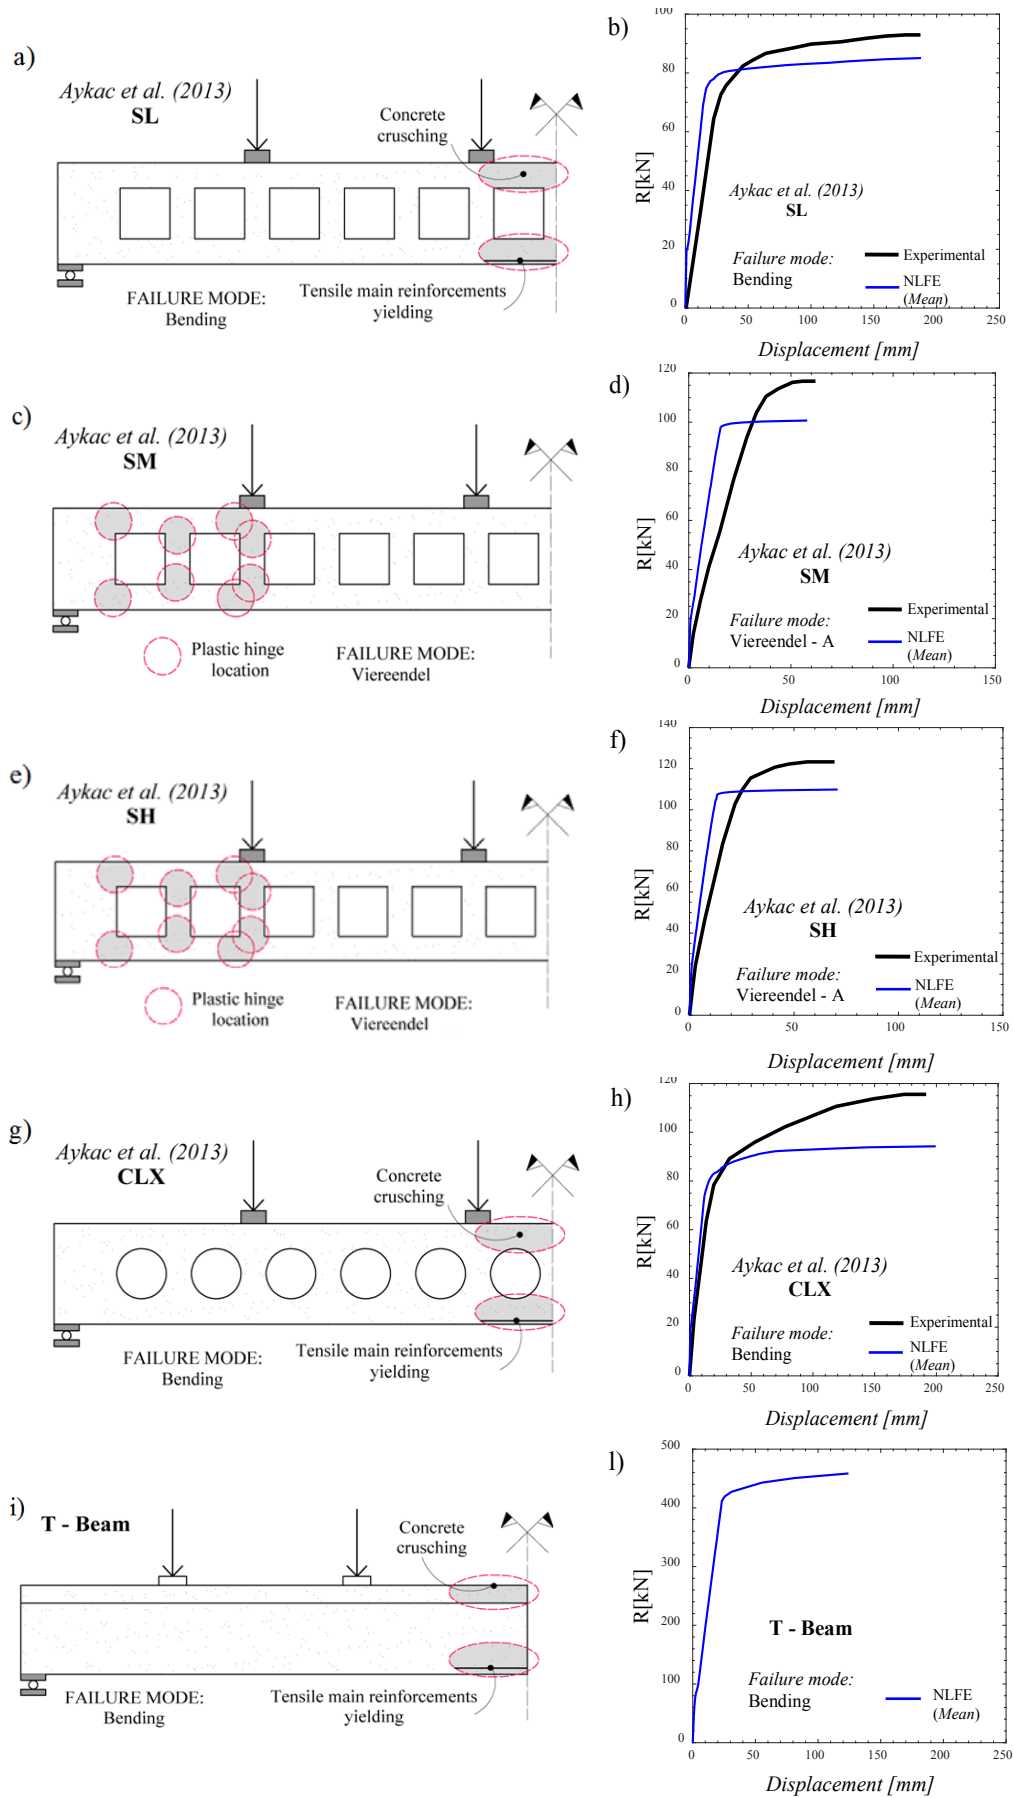 a)
Aykac et al. (2013)
SL
Concrete
crusching
FAILURE MODE:
Bending
Tensile main reinforcements
yielding
b)
100
80
60
40
20
0
R[kN]
Aykac et al. (2013)
SL
Failure mode:
Bending
Experimental
NLFE
(Mean)
0 50 100 150 200 250
Displacement [mm]
c)
Aykac et al. (2013)
SM
Plastic hinge
location
FAILURE MODE:
Viereendel
d)
120
100
80
60
40
20
0
R[kN]
Aykac et al. (2013)
SM
Failure mode:
Viereendel - A
Experimental
NLFE
(Mean)
0 50 100 150
Displacement [mm]
e)
Aykac et al. (2013)
SH
Plastic hinge
location
FAILURE MODE:
Viereendel
f)
140
120
100
80
60
40
20
0
R[kN]
Aykac et al. (2013)
SH
Failure mode:
Viereendel - A
Experimental
NLFE
(Mean)
0 50 100 150
Displacement [mm]
g)
Aykac et al. (2013)
CLX
Concrete
crusching
FAILURE MODE:
Bending
Tensile main reinforcements
yielding
h)
120
100
80
60
40
20
0
R[kN]
Aykac et al. (2013)
CLX
Failure mode:
Bending
Experimental
NLFE
(Mean)
0 50 100 150 200 250
Displacement [mm]
i)
T - Beam
Concrete
crusching
FAILURE MODE:
Bending
Tensile main reinforcements
yielding
l)
500
400
300
200
100
0
R[kN]
T - Beam
Failure mode:
Bending
NLFE
(Mean)
0 50 100 150 200 250
Displacement [mm]